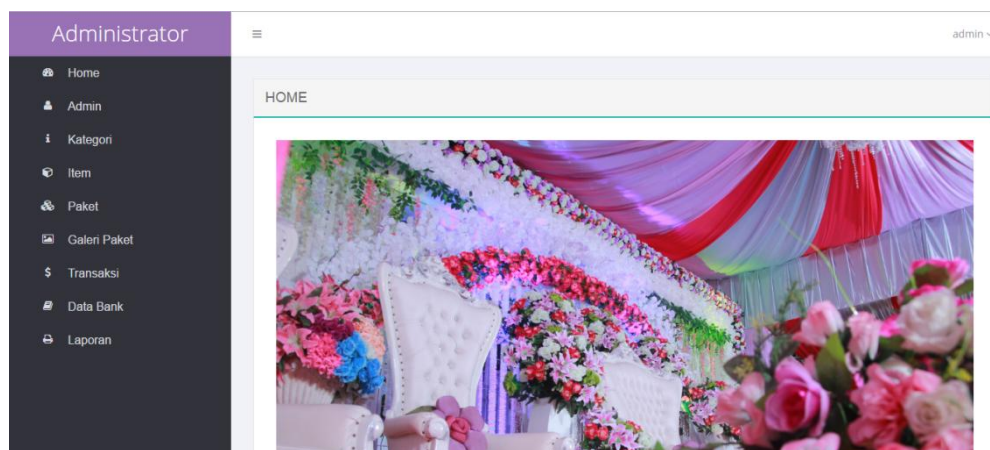 Administrator
admin
Home
Admin
Kategori
Item
Paket
Galeri Paket
Transaksi
Data Bank
Laporan
HOME